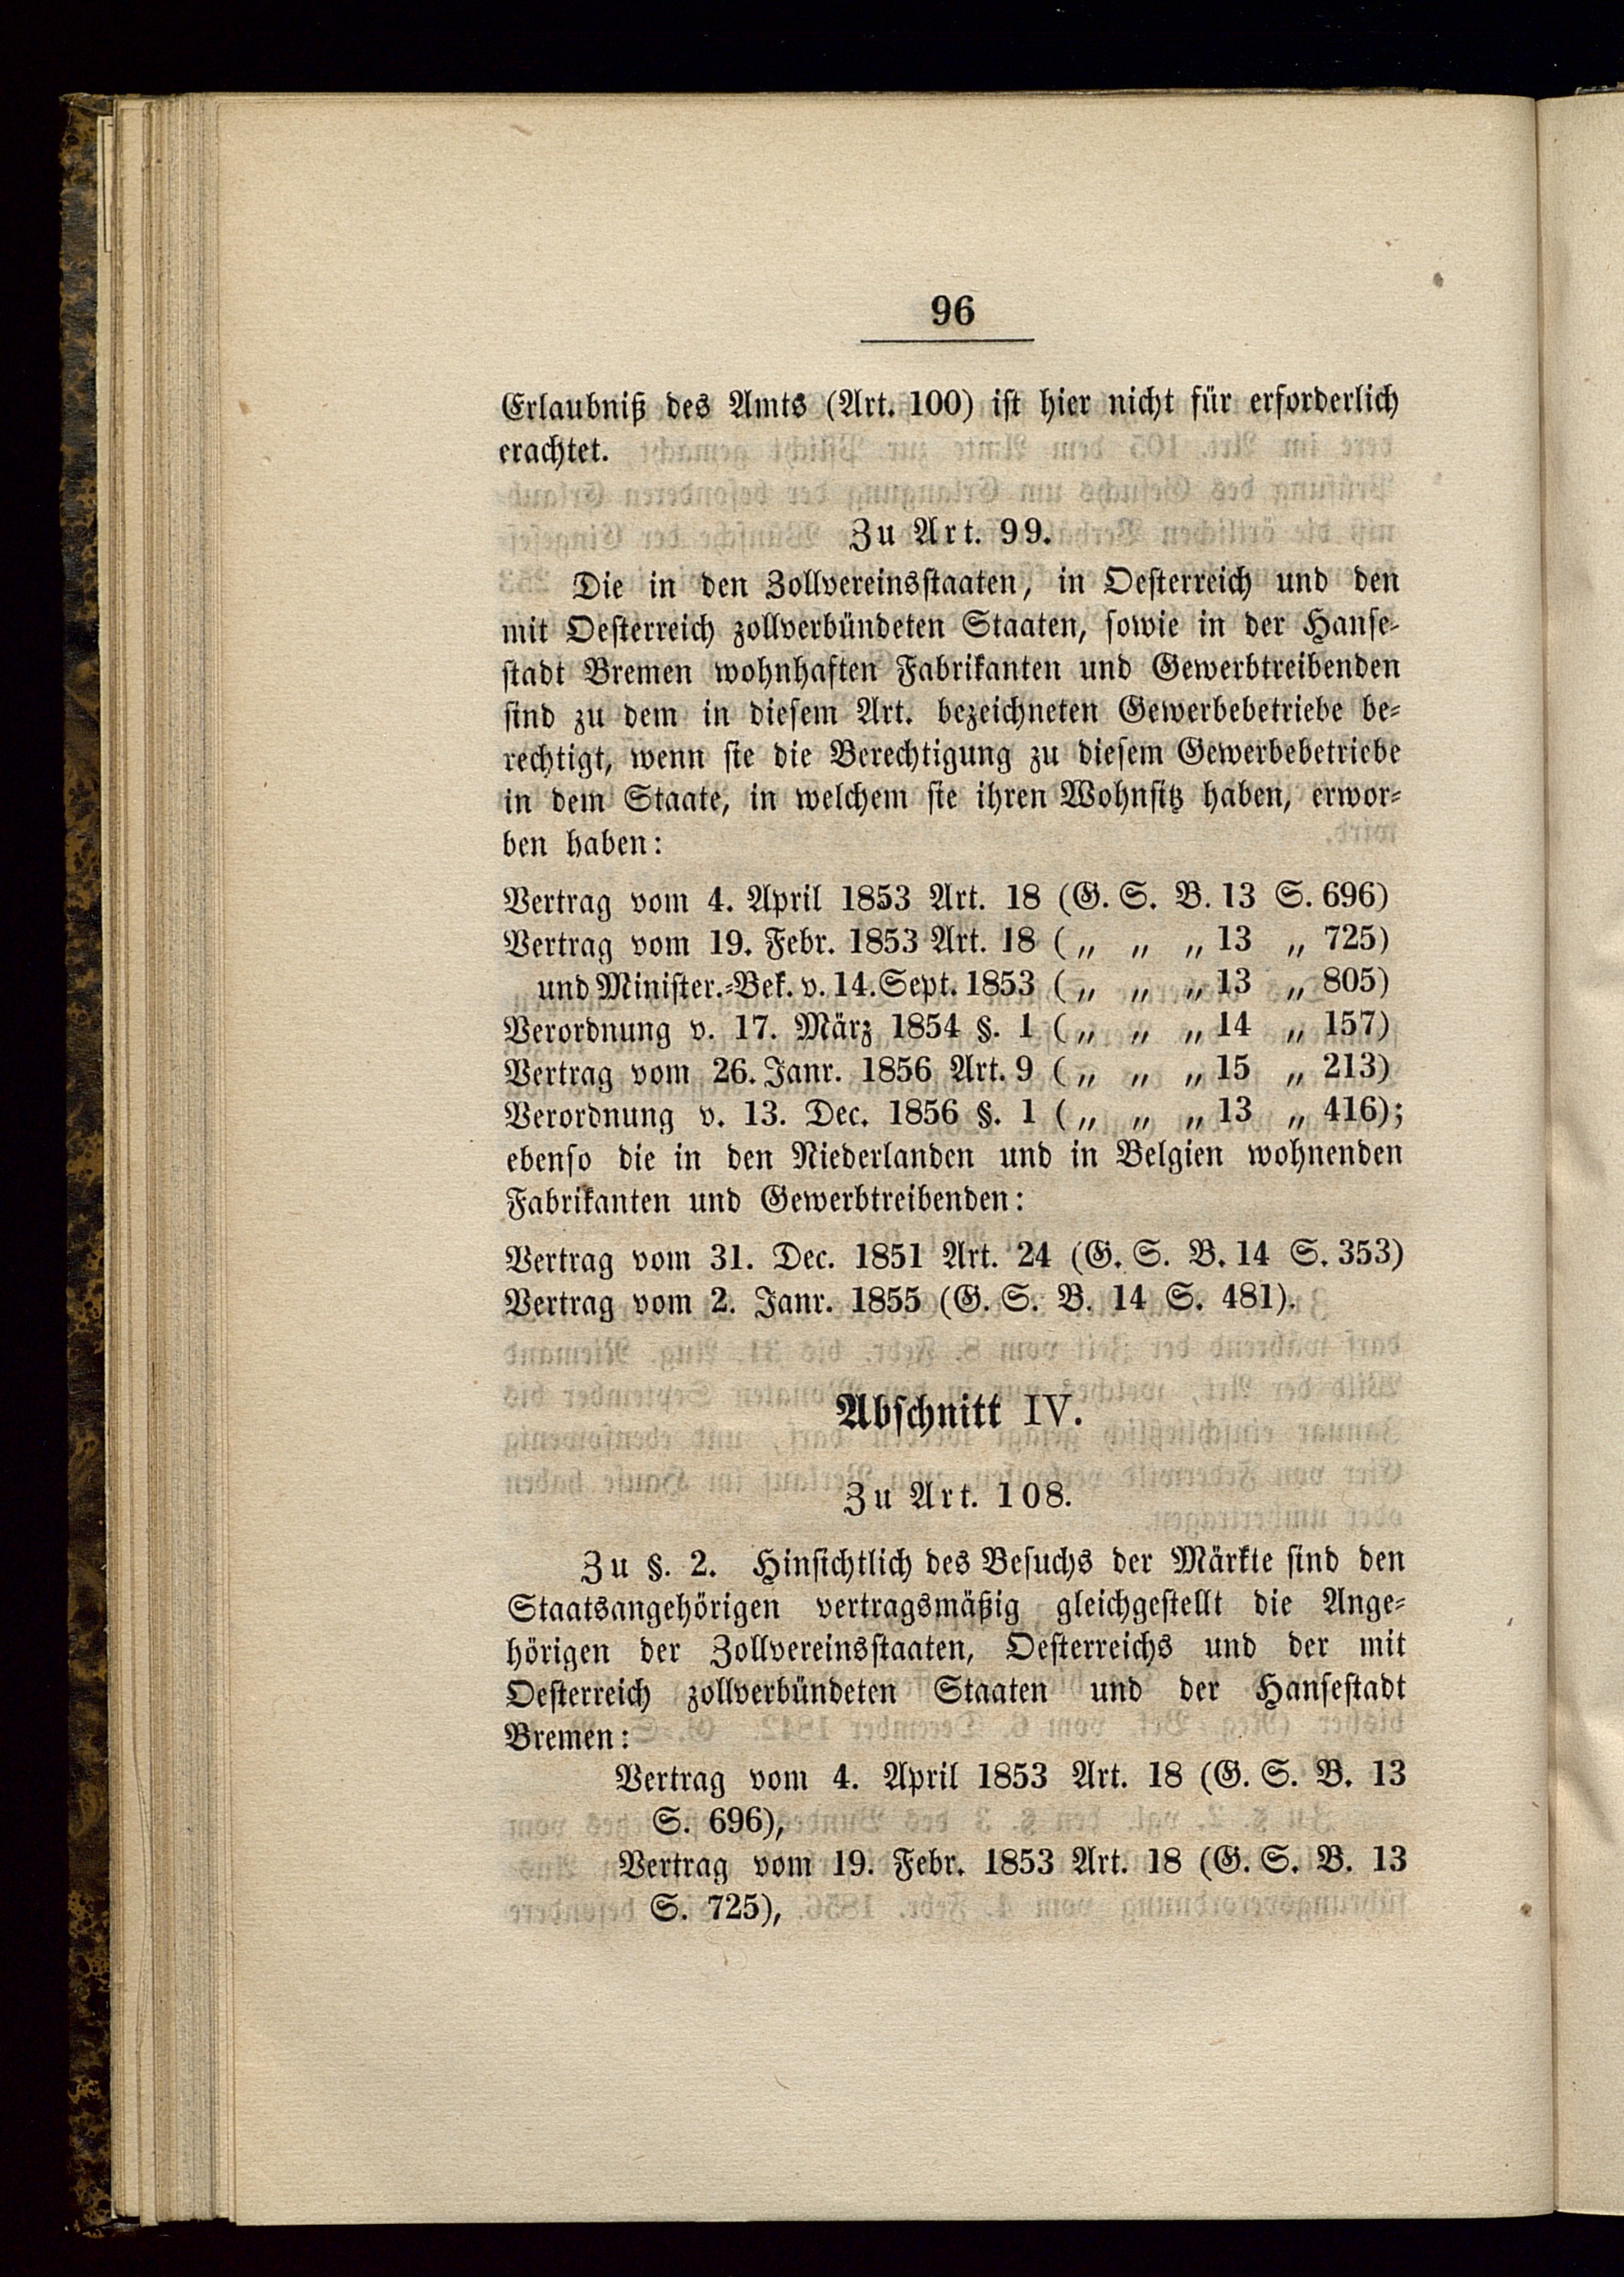 96
Erlaubniß des Amts (Art. 100) ist hier nicht für erforderlich
erachtet.
Zu Art. 99.
Die in den Zollvereinsstaaten, in Oesterreich und den
mit Oesterreich zollverbündeten Staaten, sowie in der Hanse-
stadt Bremen wohnhaften Fabrikanten und Gewerbtreibenden
sind zu dem in diesem Art. bezeichneten Gewerbebetriebe be-
rechtigt, wenn sie die Berechtigung zu diesem Gewerbebetriebe
in dem Staate, in welchem sie ihren Wohnsitz haben, erwor-
ben haben:
Vertrag vom 4. April 1853 Art. 18 (G. S. B. 13 S. 696)
Vertrag vom 19. Febr. 1853 Art. 18 („ „ „ 13 „ 725)
und Minister.-Bek. v. 14. Sept. 1853 („ „ „ 13 „ 805)
Verordnung v. 17. März 1854 §. 1 („ „ „ 14 „ 157)
Vertrag vom 26. Janr. 1856 Art. 9 („ „ „ 15 „ 213)
Verordnung v. 13. Dec. 1856 §. 1 („ „ „ 13 „ 416);
ebenso die in den Niederlanden und in Belgien wohnenden
Fabrikanten und Gewerbtreibenden:
Vertrag vom 31. Dec. 1851 Art. 24 (G. S. B. 14 S. 353)
Vertrag vom 2. Janr. 1855 (G. S. B. 14 S. 481).
Abschnitt IV.
Zu Art. 108.
Zu §. 2. Hinsichtlich des Besuchs der Märkte sind den
Staatsangehörigen vertragsmäßig gleichgestellt die Ange-
hörigen der Zollvereinsstaaten, Oesterreichs und der mit
Oesterreich zollverbündeten Staaten und der Hansestadt
Bremen:
Vertrag vom 4. April 1853 Art. 18 (G. S. B. 13
S. 696),
Vertrag vom 19. Febr. 1853 Art. 18 (G. S. B. 13
S. 725),